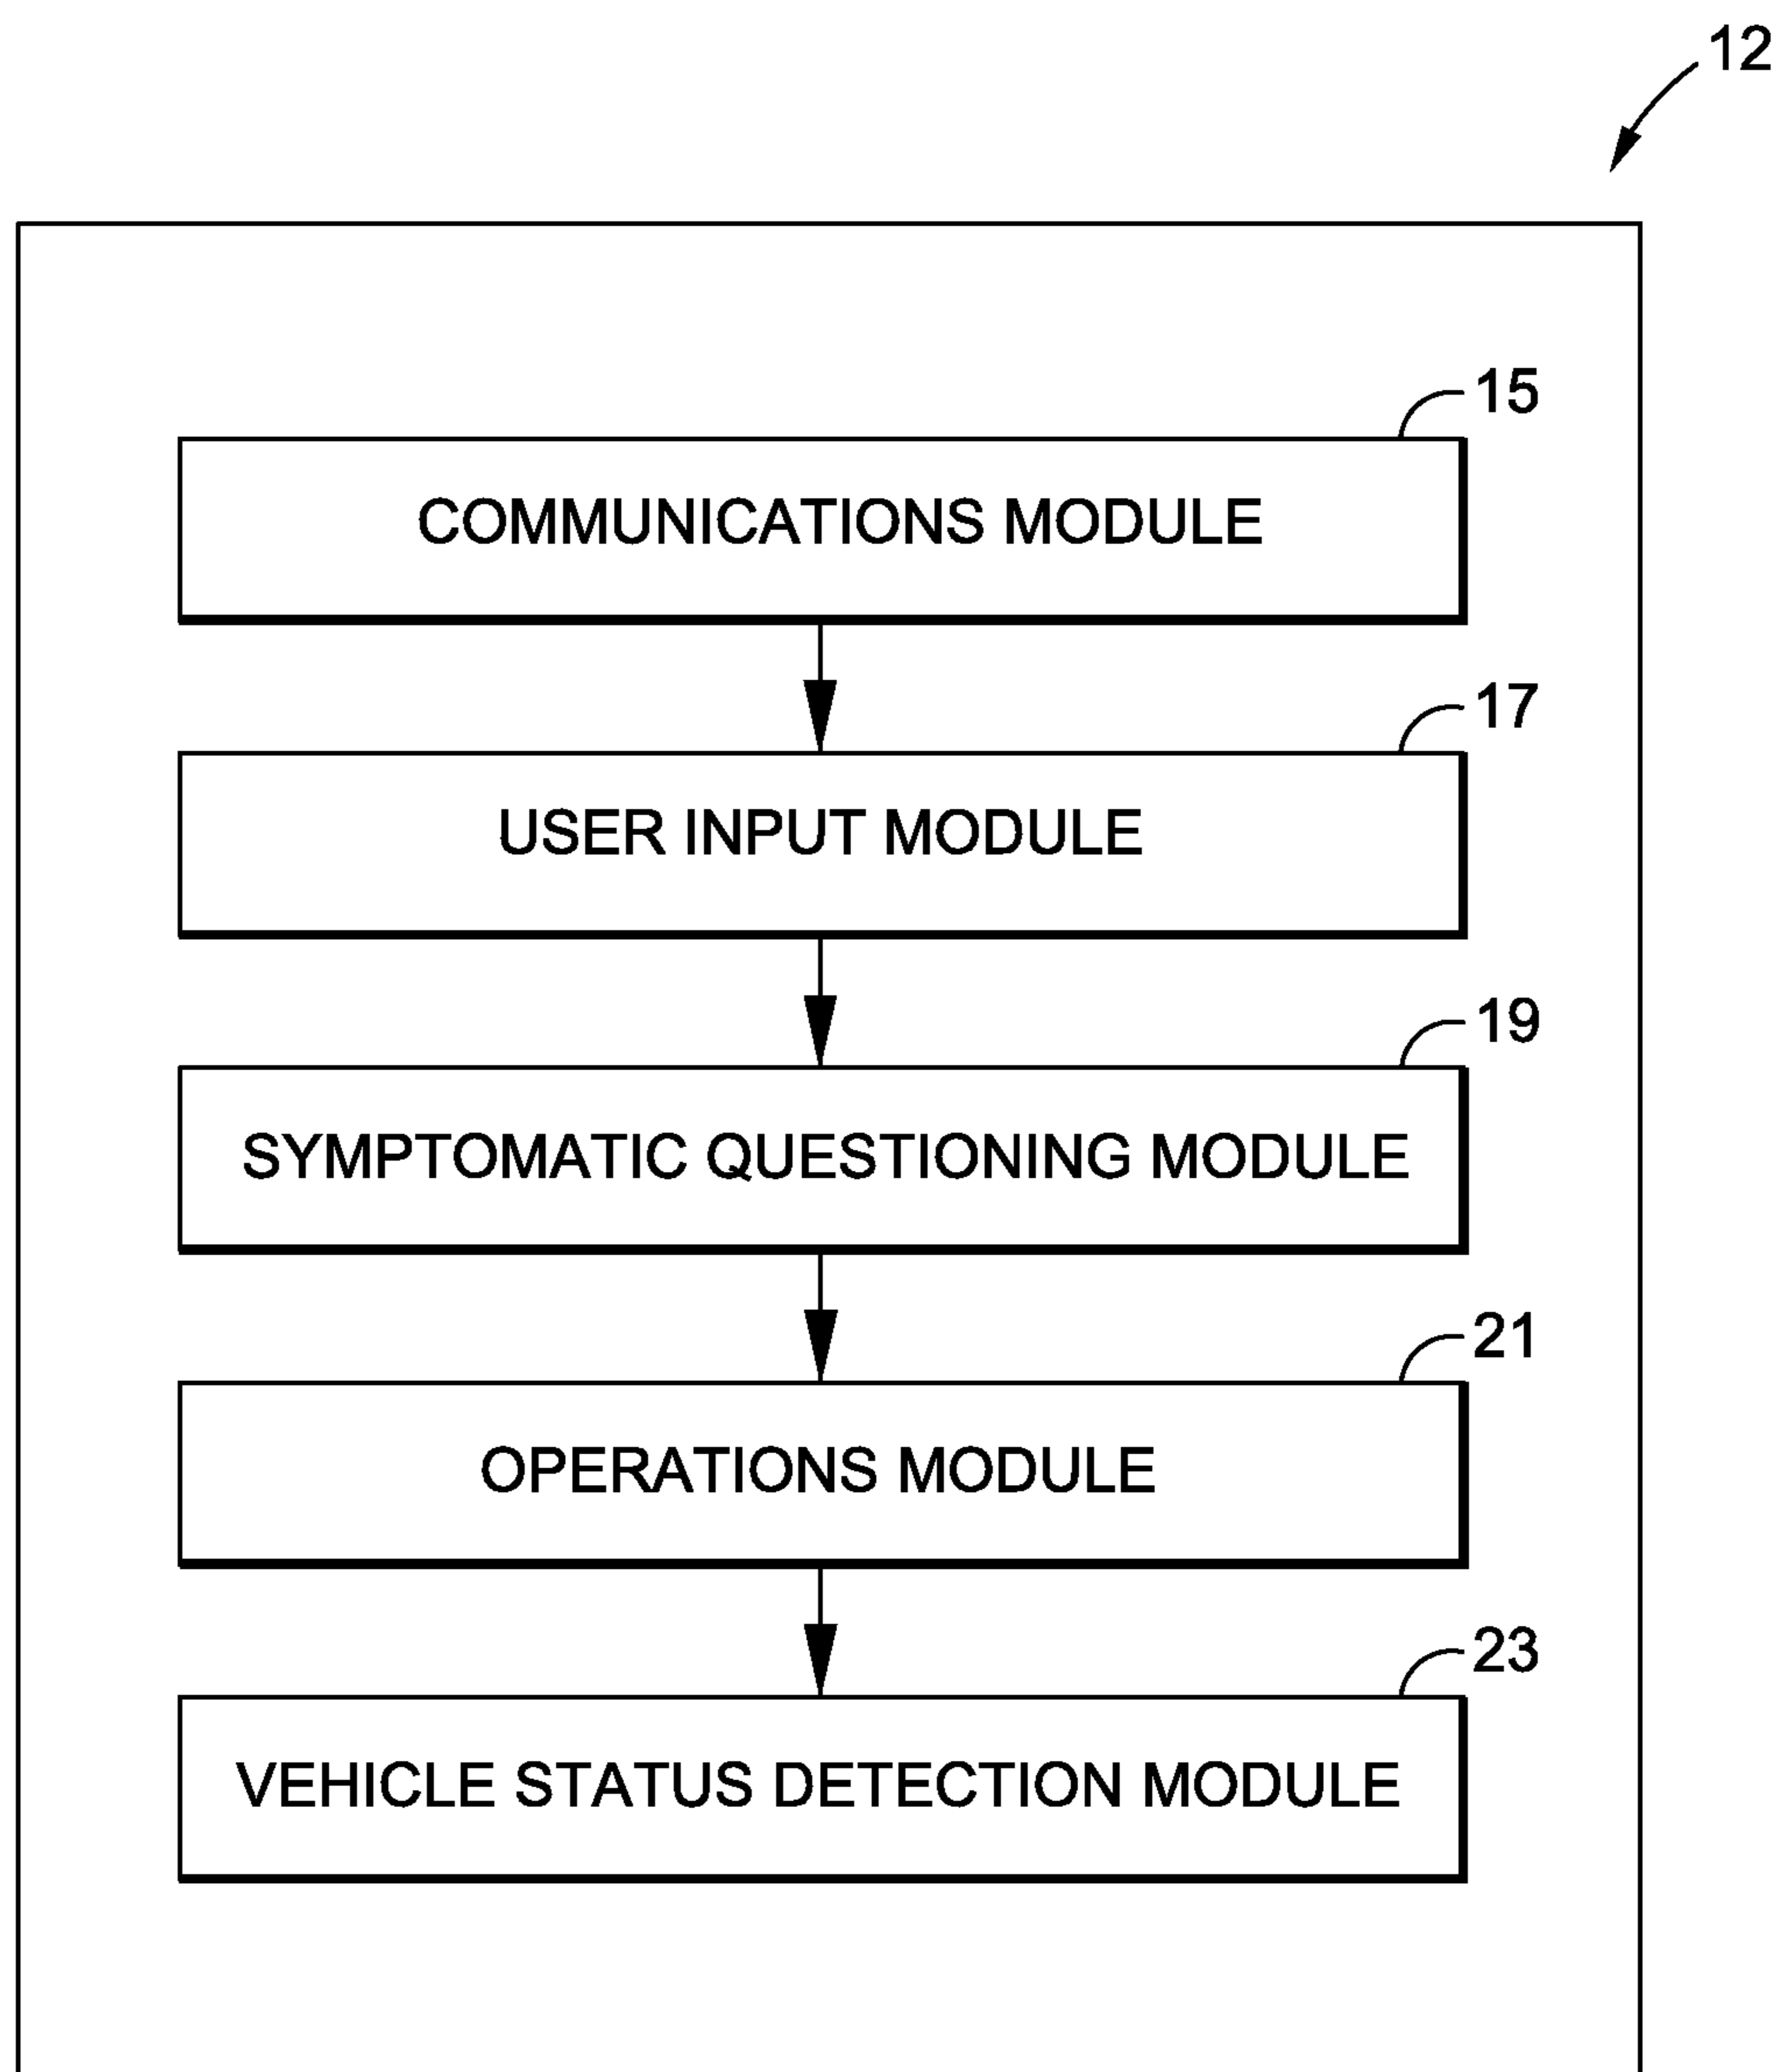 12
15
COMMUNICATIONS MODULE
17
USER INPUT MODULE
19
SYMPTOMATIC QUESTIONING MODULE
21
OPERATIONS MODULE
23
VEHICLE STATUS DETECTION MODULE